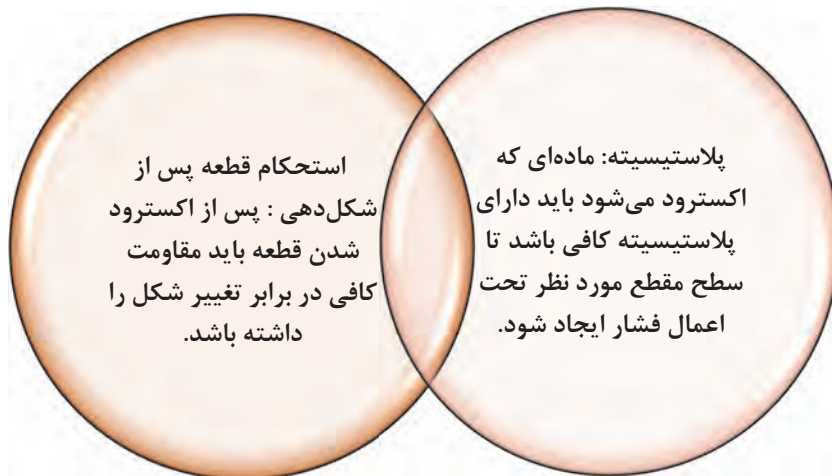 پلاستیسیته: ماده‌ای که
اکسترود می‌شود باید دارای
پلاستیسیته کافی باشد تا
سطح مقطع مورد نظر تحت
اعمال فشار ایجاد شود.
استحکام قطعه پس از
شکل‌دهی : پس از اکسترود
شدن قطعه باید مقاومت
کافی در برابر تغییر شکل را
داشته باشد.